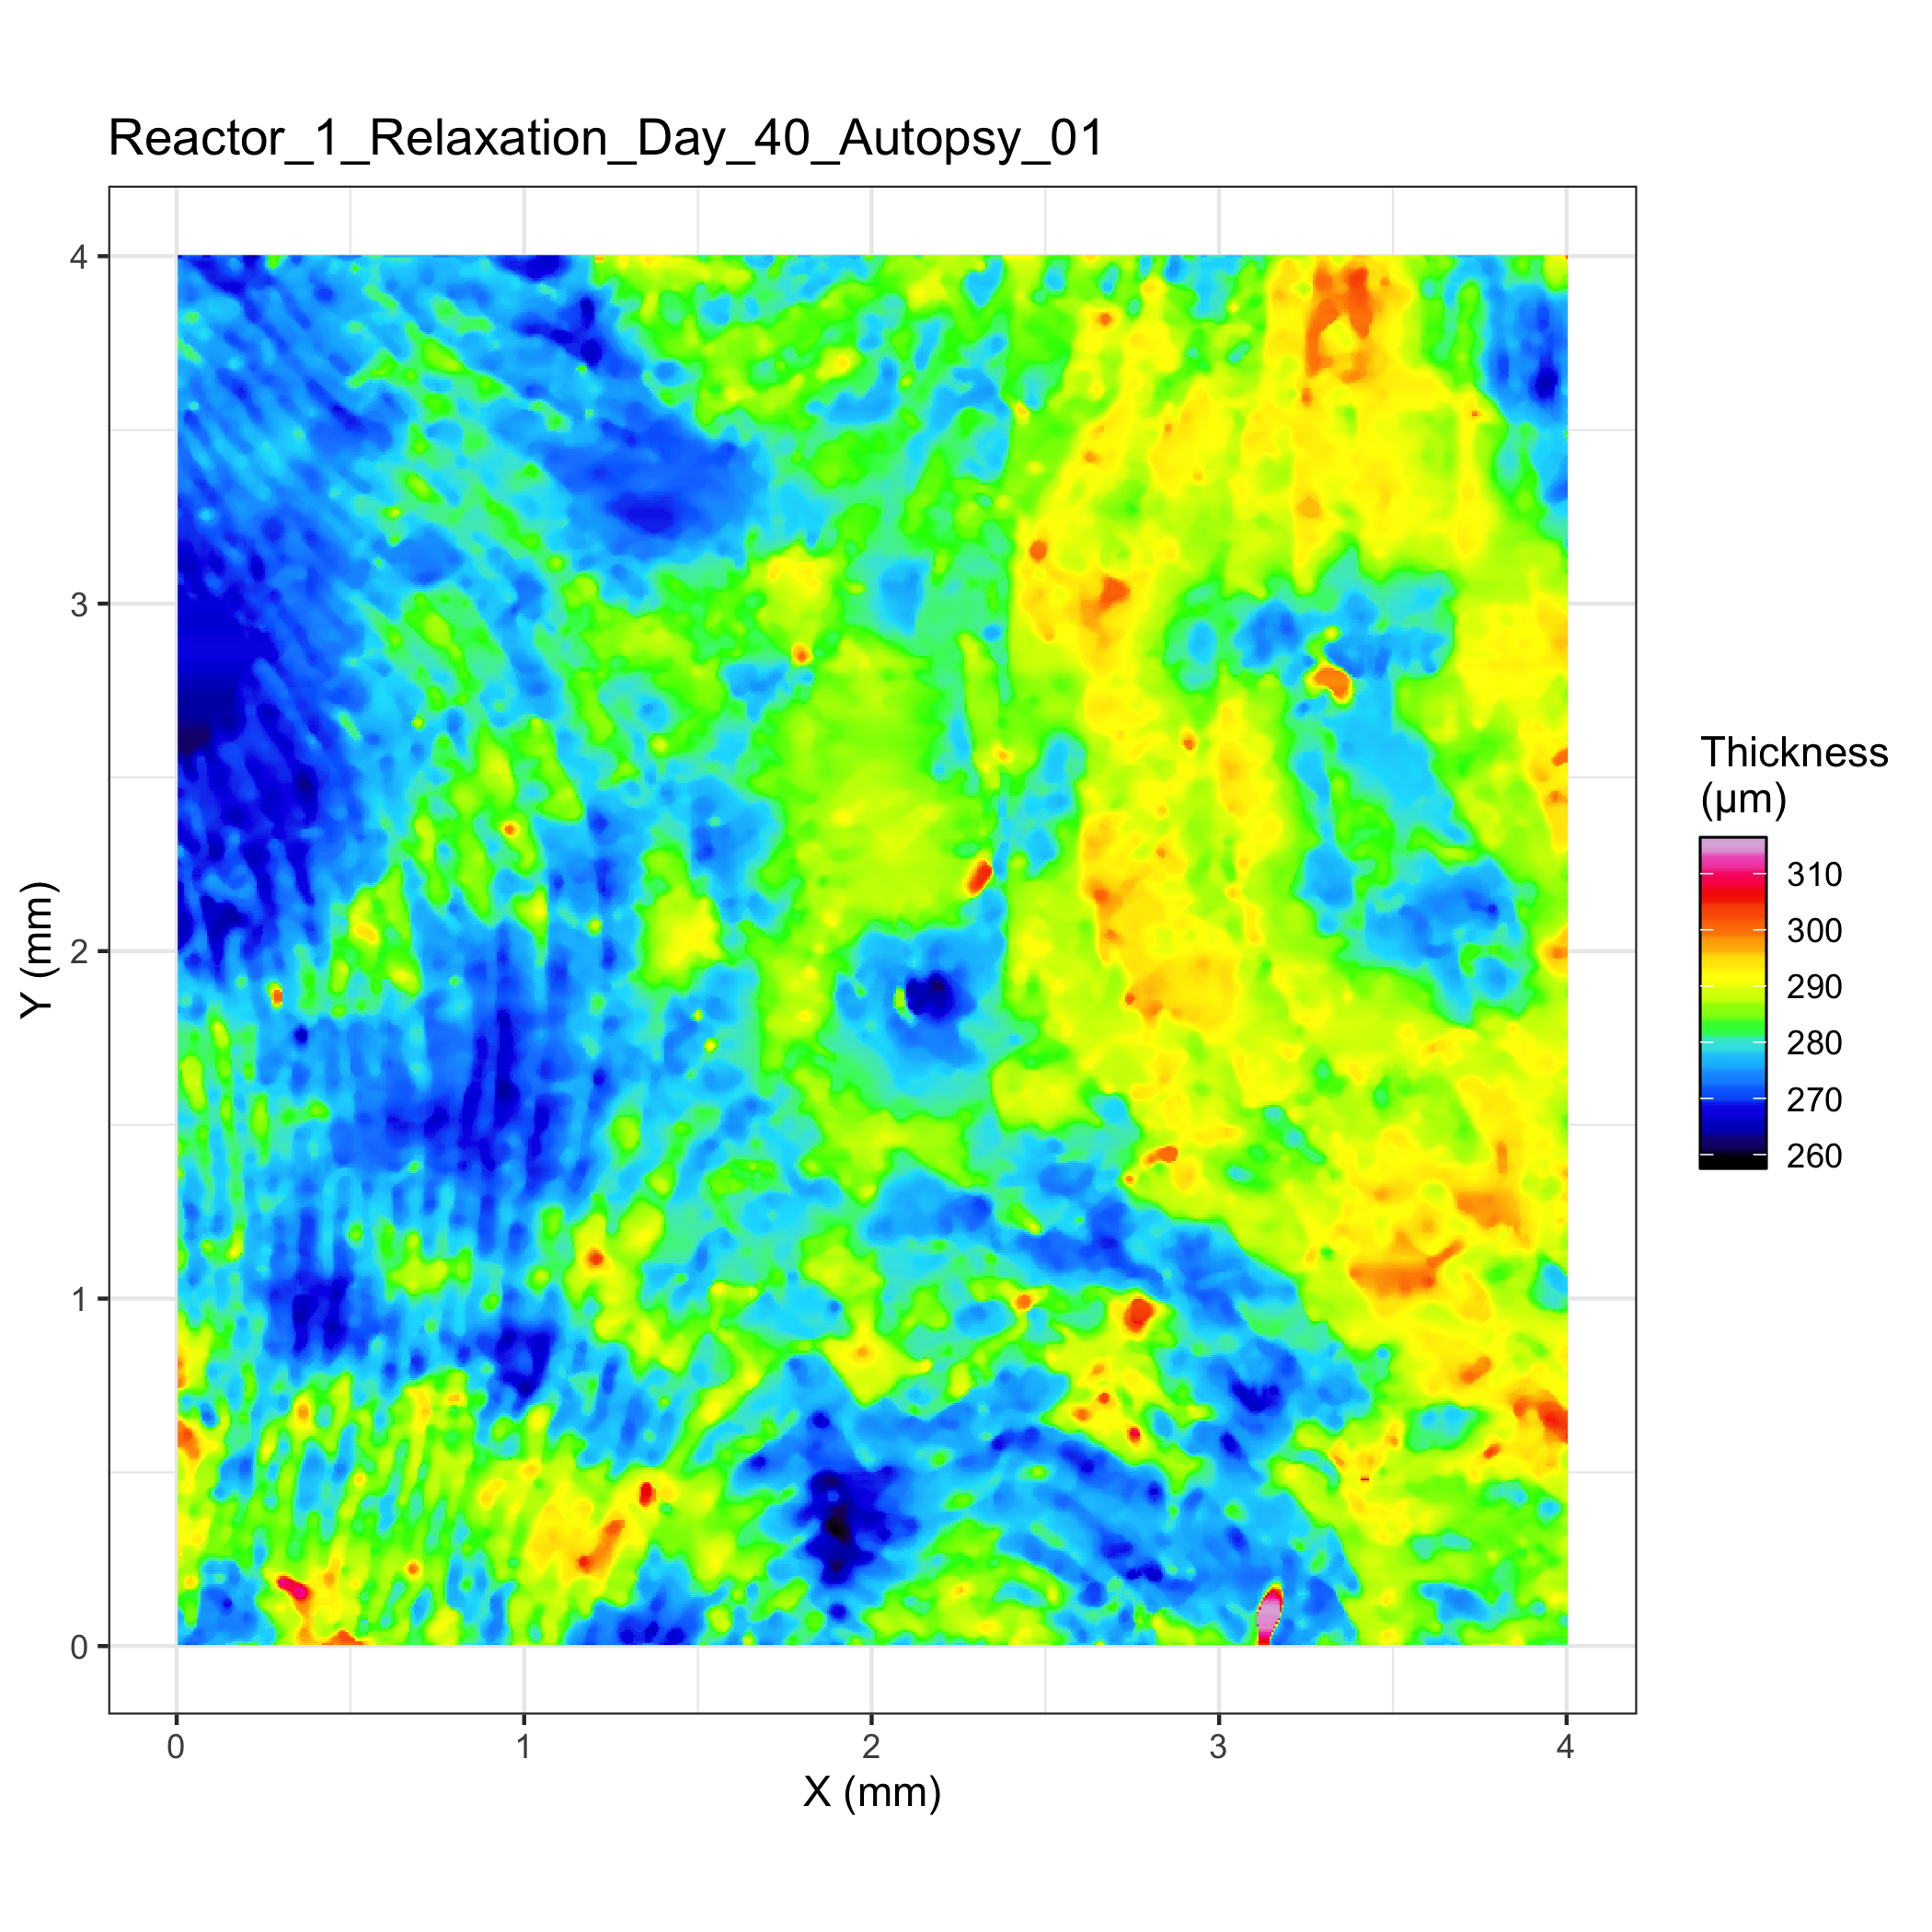 Reactor_1_Relaxation_Day_40_Autopsy_01
4
3
2
1
0
Y (mm)
0 1 2 3 4
X (mm)
Thickness
(μm)
310
300
290
280
270
260